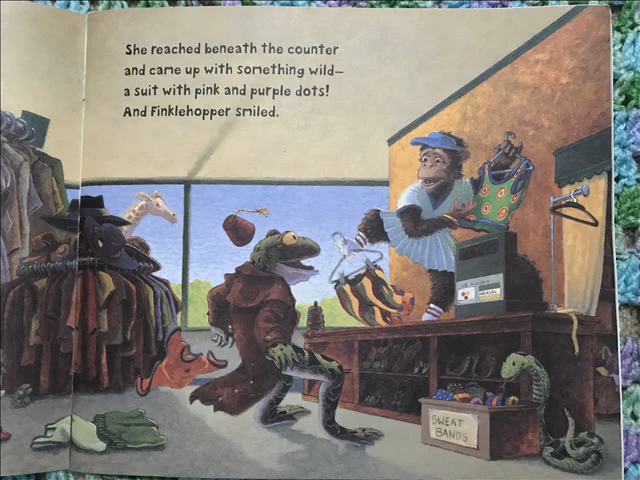 She reached beneath the counter
and came up with something wild—
a suit with pink and purple dots!
And Finklehopper smiled.
SWEAT
BANDS